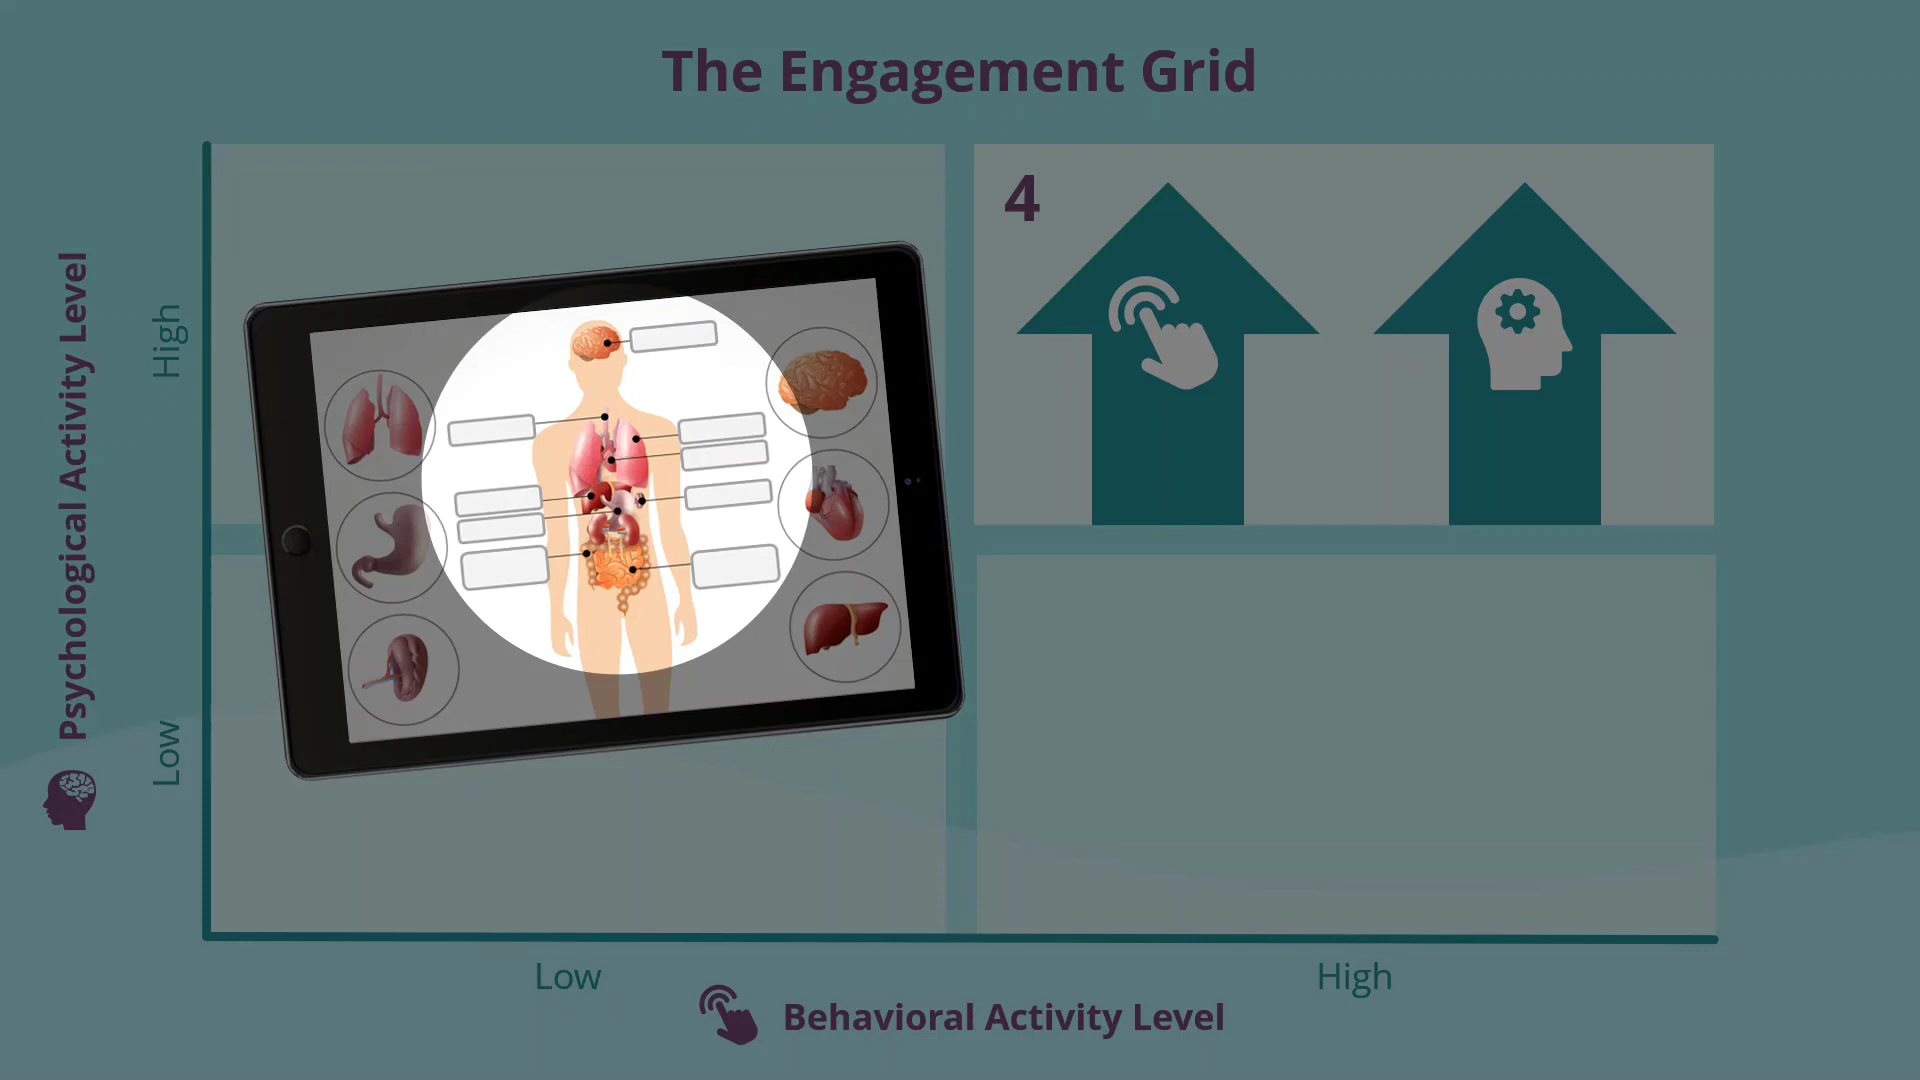 The Engagement Grid
Psychological Activity Level
High
Low
4
Low
High
Behavioral Activity Level